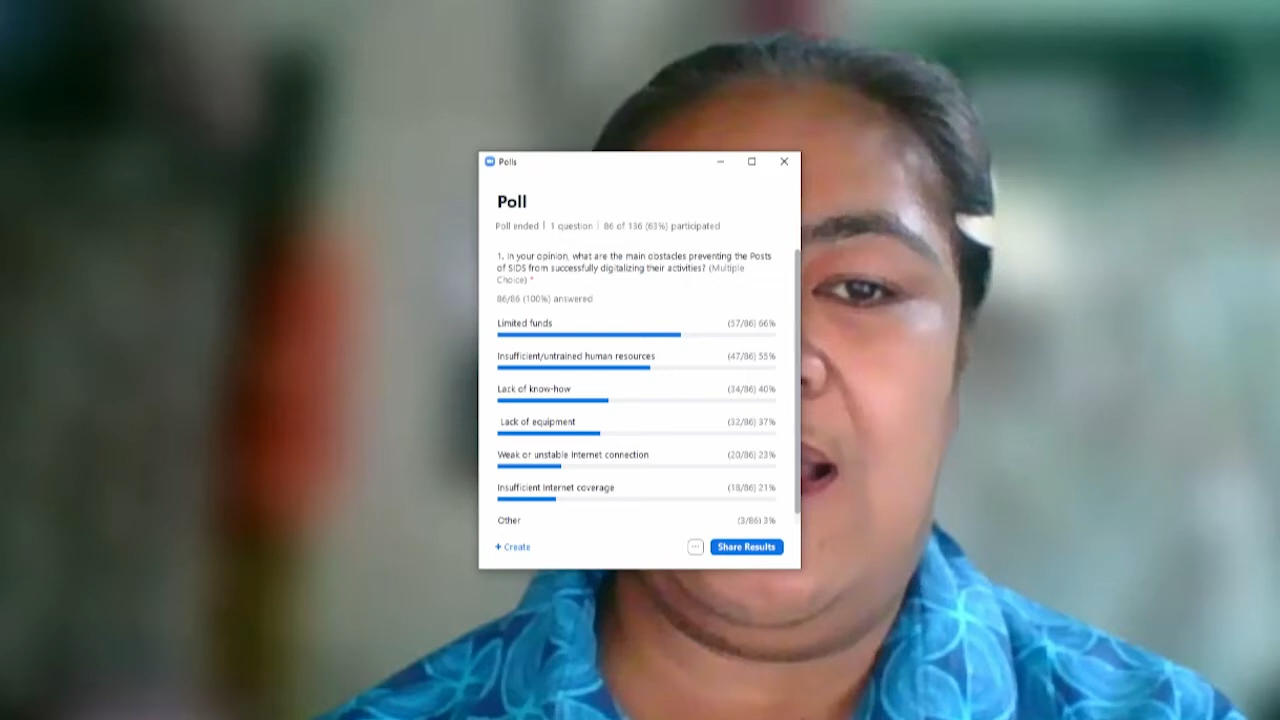 Polls
Poll
Poll ended | 1 question | 86 of 136 (63%) participated
1. In your opinion, what are the main obstacles preventing the Posts
of SIDS from successfully digitalizing their activities? (Multiple
Choice) *
86/86 (100%) answered
Limited funds (57/86) 66%
Insufficient/untrained human resources (47/86) 55%
Lack of know-how (34/86) 40%
Lack of equipment (32/86) 37%
Weak or unstable Internet connection (20/86) 23%
Insufficient Internet coverage (18/86) 21%
Other (3/86) 3%
+ Create ... Share Results